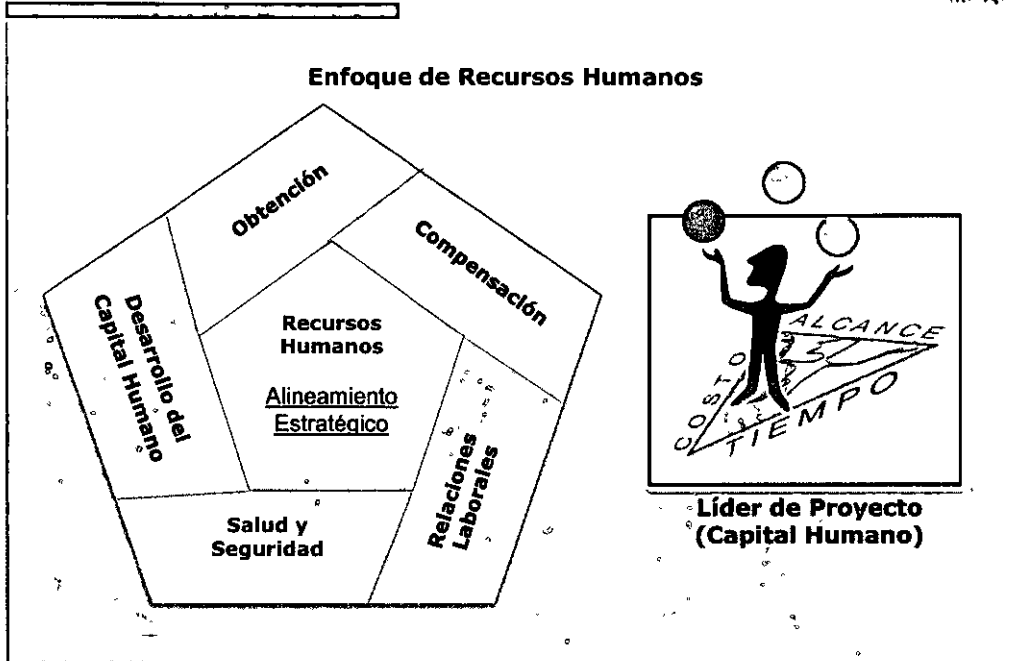 Enfoque de Recursos Humanos
Obtención
Compensación
Desarrollo del
Capital Humano
Recursos
Humanos
Alineamiento
Estratégico
Relaciones
Laborales
Salud y
Seguridad
ALCANCE
COSTO
TIEMPO
Líder de Proyecto
(Capital Humano)